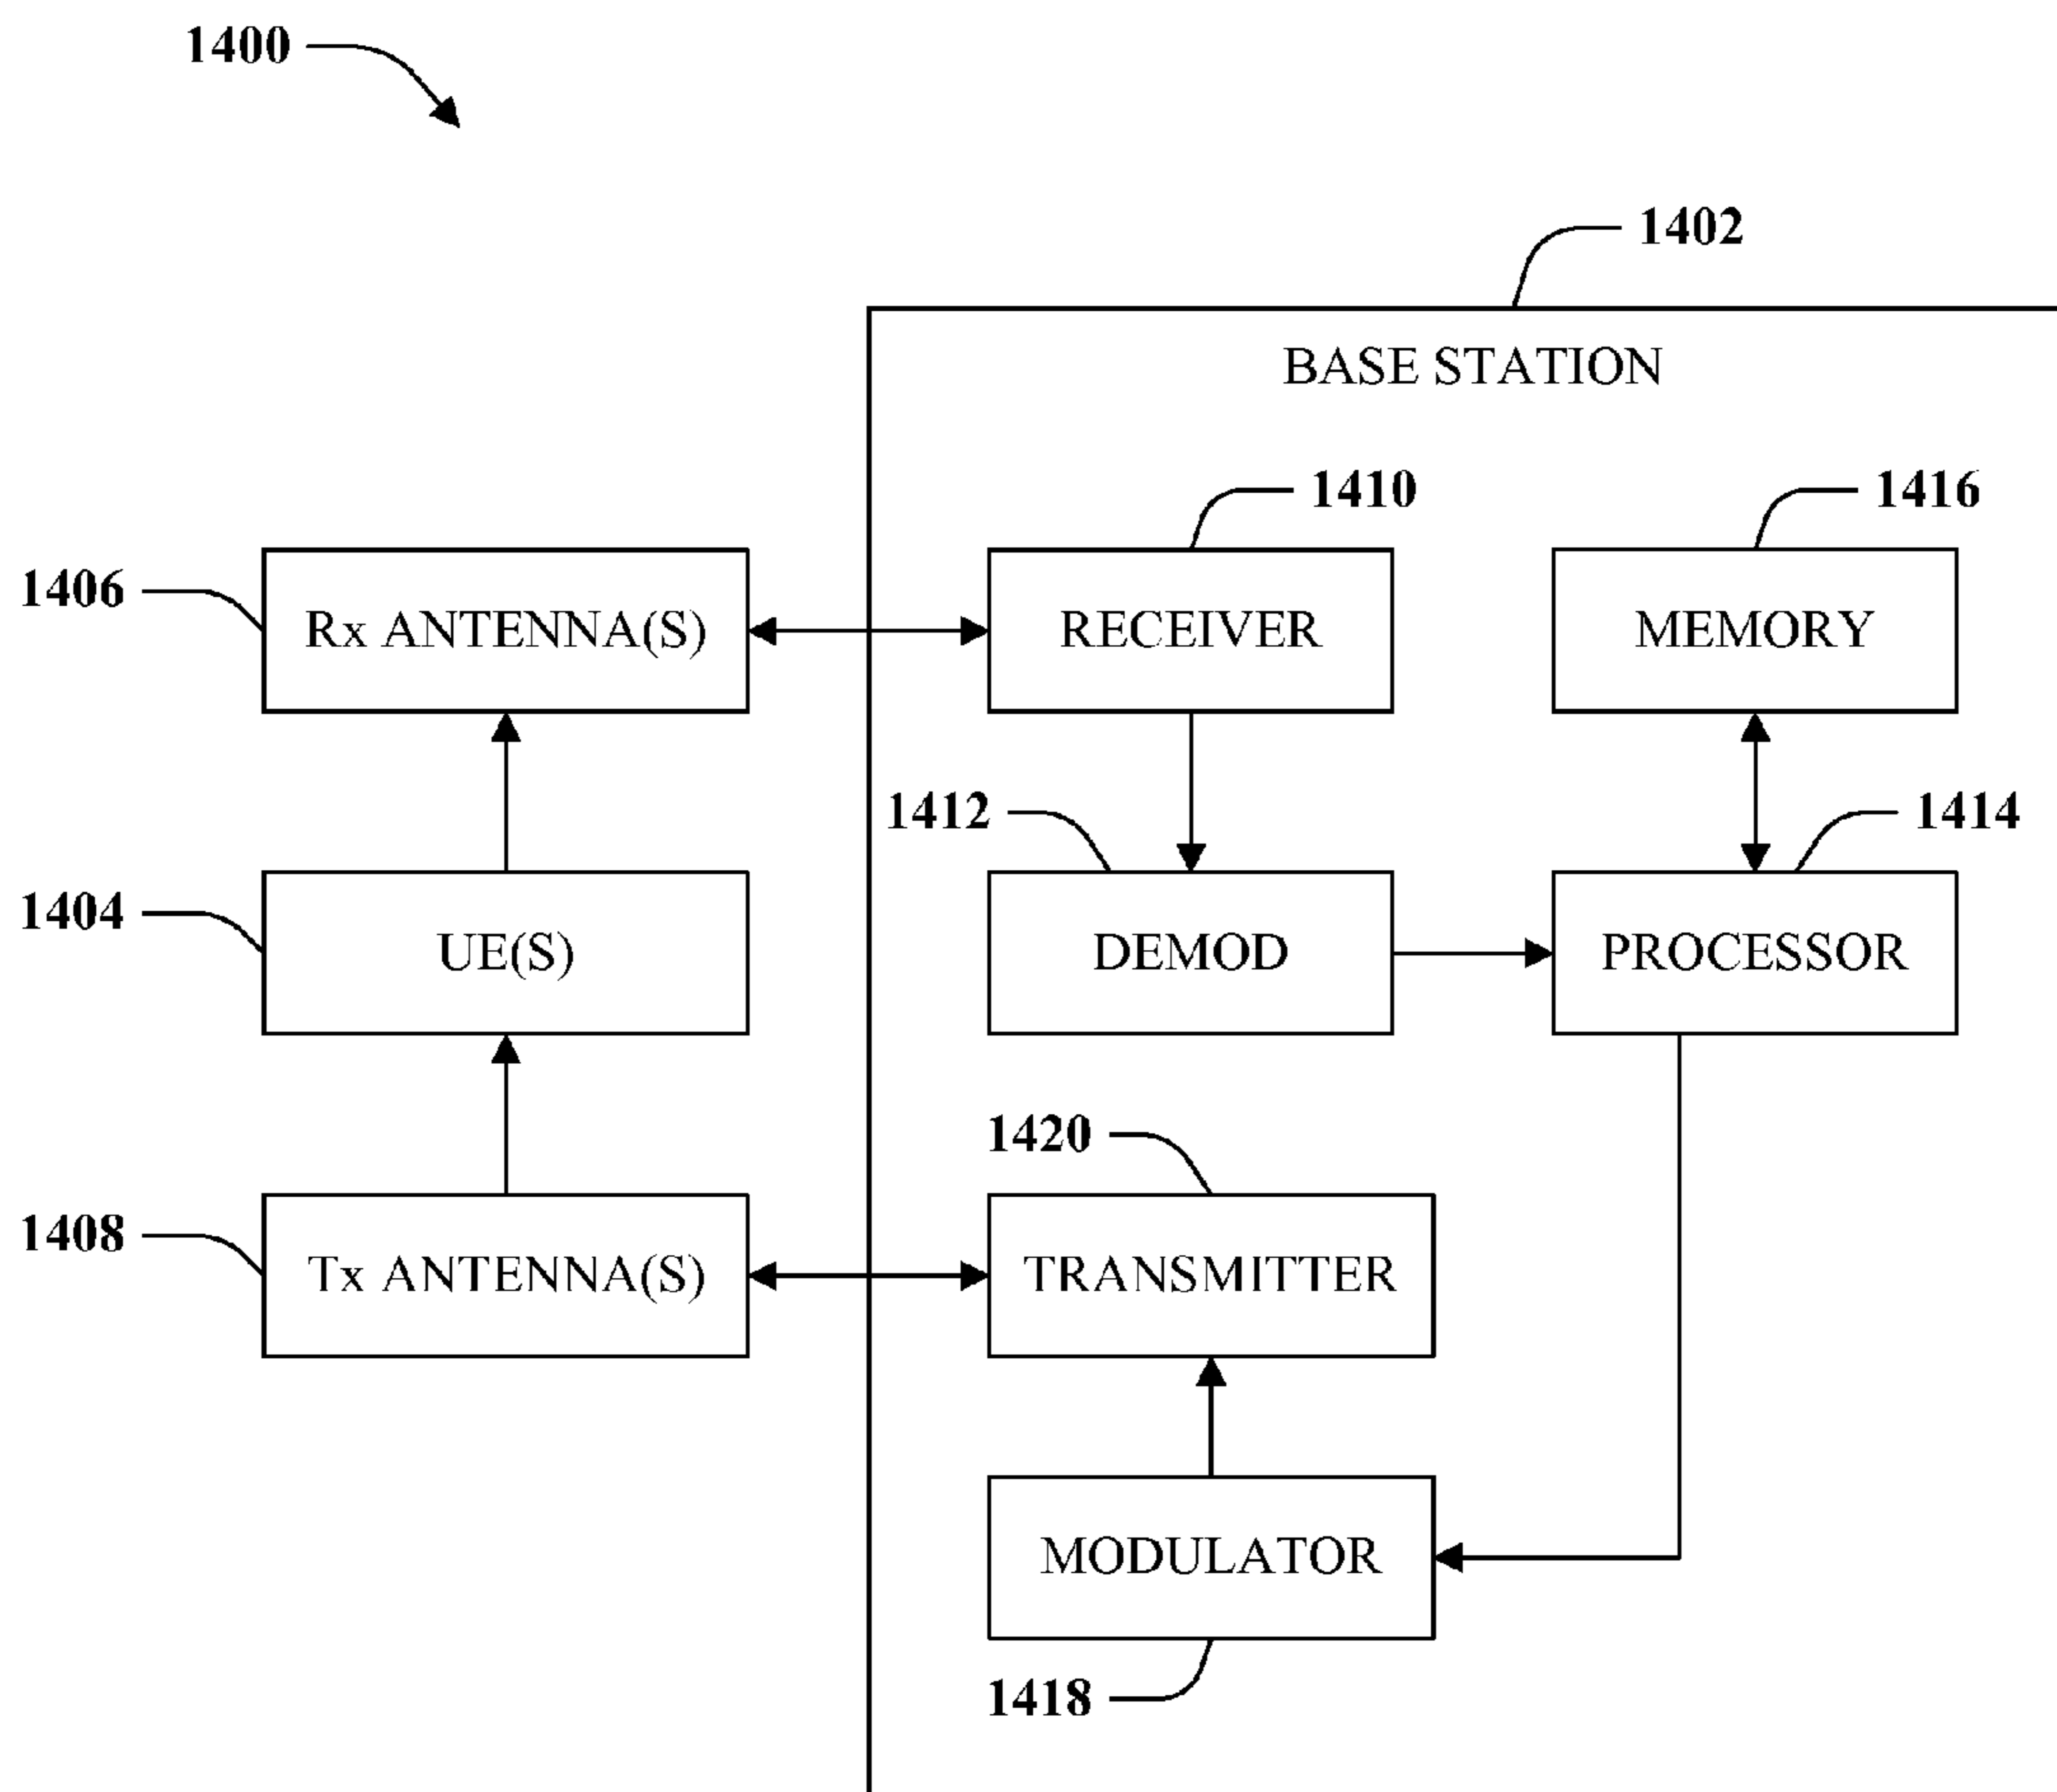 1400
1402
BASE STATION
1410
1416
1406
Rx ANTENNA(S)
RECEIVER
MEMORY
1412
1414
1404
UE(S)
DEMOD
PROCESSOR
1420
1408
Tx ANTENNA(S)
TRANSMITTER
MODULATOR
1418